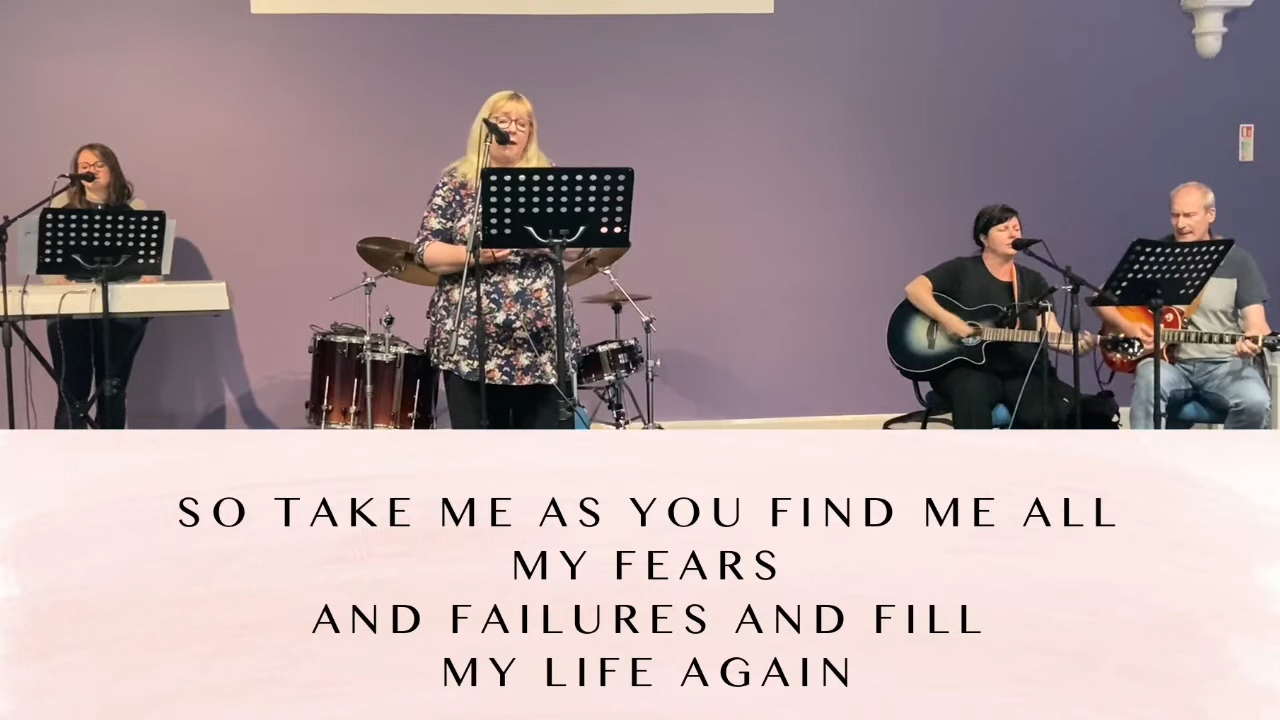 SO TAKE ME AS YOU FIND ME ALL
MY FEARS
AND FAILURES AND FILL
MY LIFE AGAIN